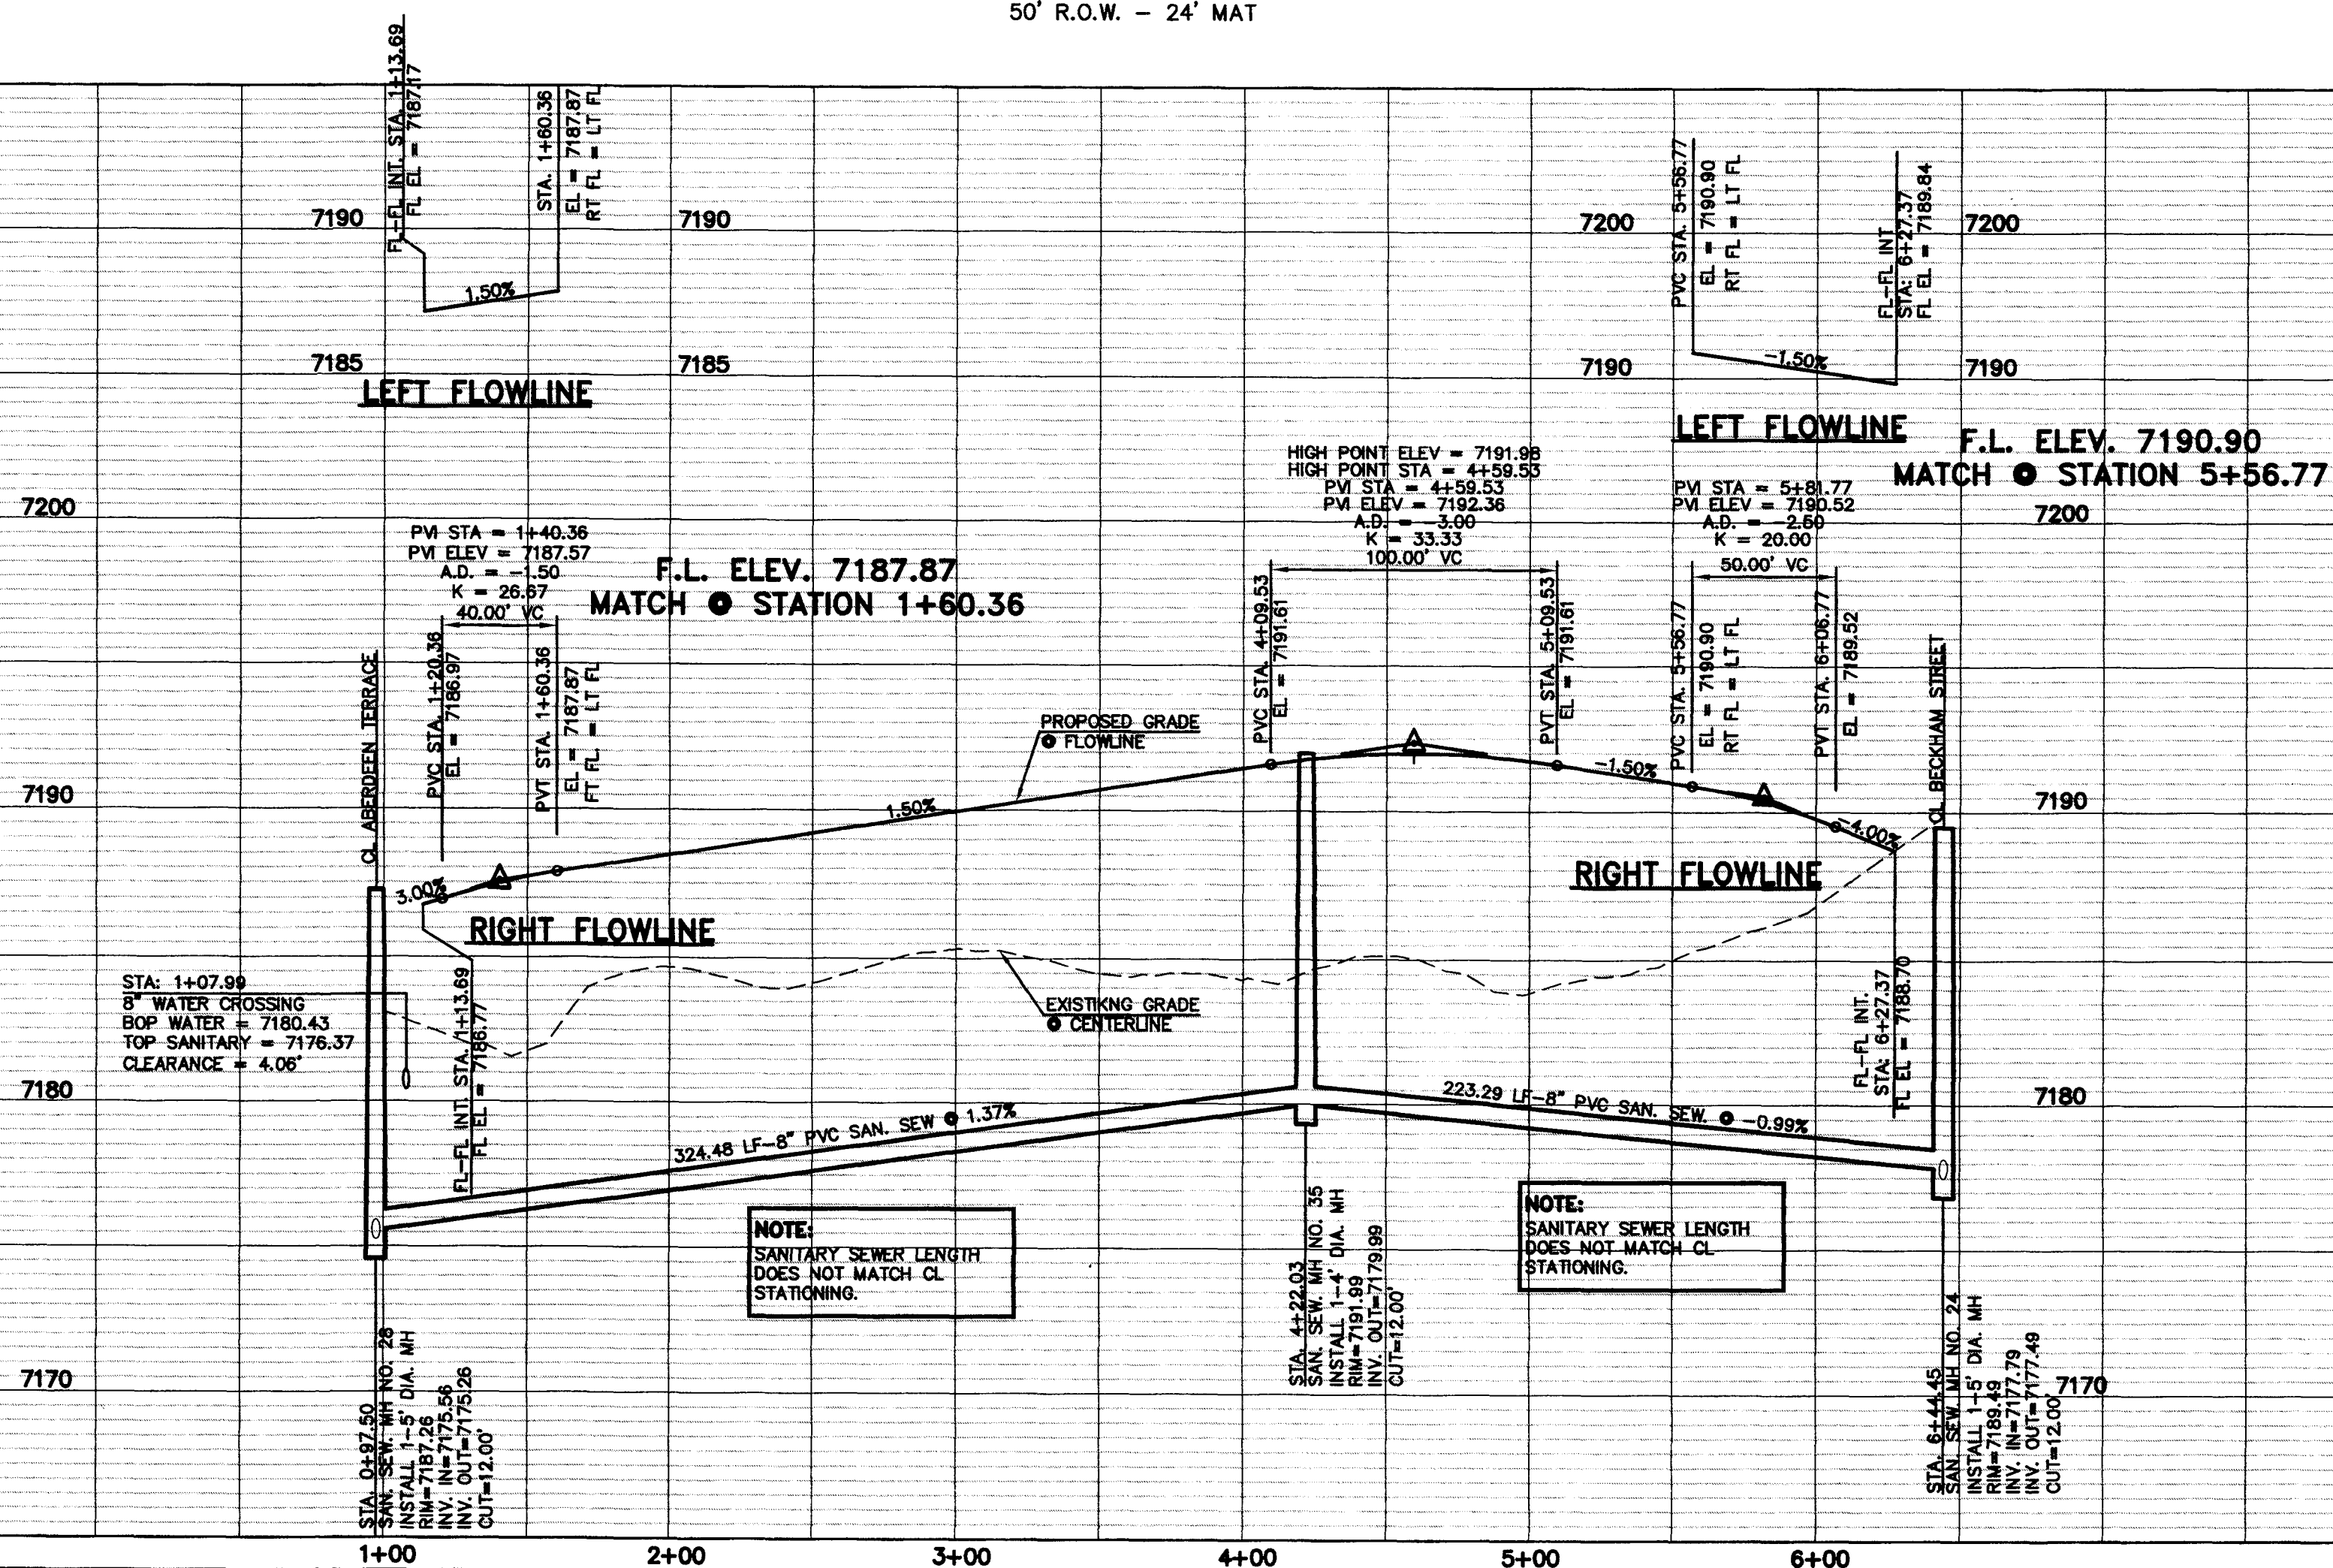 50' R.O.W. - 24' MAT
FL-FL INT. STA. 1+13.69
FL EL = 7187.17
STA. 1+60.36
EL = 7187.87
RT FL = LT FL
7190
7190
1.50%
7185
7185
LEFT FLOWLINE
PVC STA. 5+56.77
EL = 7190.90
RT FL = LT FL
FL-FL INT
STA: 6+27.37
FL EL = 7189.84
7200
7200
-1.50%
7190
7190
LEFT FLOWLINE
F.L. ELEV. 7190.90
MATCH @ STATION 5+56.77
7200
7200
PVI STA = 1+40.36
PVI ELEV = 7187.57
A.D. = -1.50
K = 26.67
40.00' VC
F.L. ELEV. 7187.87
MATCH @ STATION 1+60.36
HIGH POINT ELEV = 7191.98
HIGH POINT STA = 4+59.53
PVI STA = 4+59.53
PVI ELEV = 7192.36
A.D. = -3.00
K = 33.33
100.00' VC
PVI STA = 5+81.77
PVI ELEV = 7190.52
A.D. = -2.50
K = 20.00
50.00' VC
CL ABERDEEN TERRACE
PVC STA. 1+20.36
EL = 7186.97
PVT STA. 1+60.36
EL = 7187.87
FT FL = LT FL
PVC STA. 4+09.53
EL = 7191.61
PVT STA. 5+09.53
EL = 7191.61
PVC STA. 5+56.77
EL = 7190.90
RT FL = LT FL
PVT STA. 6+06.77
EL = 7189.52
CL BECKHAM STREET
PROPOSED GRADE
@ FLOWLINE
7190
7190
3.00%
1.50%
-1.50%
-4.00%
RIGHT FLOWLINE
RIGHT FLOWLINE
STA: 1+07.99
8" WATER CROSSING
BOP WATER = 7180.43
TOP SANITARY = 7176.37
CLEARANCE = 4.06'
FL-FL INT. STA. 1+13.69
FL EL = 7186.77
EXISTIKNG GRADE
@ CENTERLINE
FL-FL INT.
STA: 6+27.37
FL EL = 7188.70
7180
7180
324.48 LF-8" PVC SAN. SEW @ 1.37%
223.29 LF-8" PVC SAN. SEW. @ -0.99%
NOTE:
SANITARY SEWER LENGTH
DOES NOT MATCH CL
STATIONING.
NOTE:
SANITARY SEWER LENGTH
DOES NOT MATCH CL
STATIONING.
7170
7170
STA. 0+97.50
SAN. SEW. MH NO. 28
INSTALL 1-5' DIA. MH
RIM=7187.26
INV. IN=7175.56
INV. OUT=7175.26
CUT=12.00'
STA. 4+22.03
SAN. SEW. MH NO. 35
INSTALL 1-4' DIA. MH
RIM=7191.99
INV. OUT=7179.99
CUT=12.00'
STA. 6+44.45
SAN. SEW. MH NO. 24
INSTALL 1-5' DIA. MH
RIM=7189.49
INV. IN=7177.79
INV. OUT=7177.49
CUT=12.00'
1+00
2+00
3+00
4+00
5+00
6+00